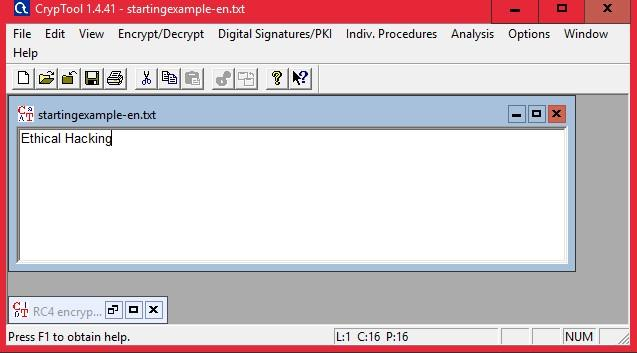 CrypTool 1.4.41 - startingexample-en.txt
File Edit View Encrypt/Decrypt Digital Signatures/PKI Indiv. Procedures Analysis Options Window
Help
startingexample-en.txt
Ethical Hacking
RC4 encryp...
Press F1 to obtain help. L:1 C:16 P:16 NUM